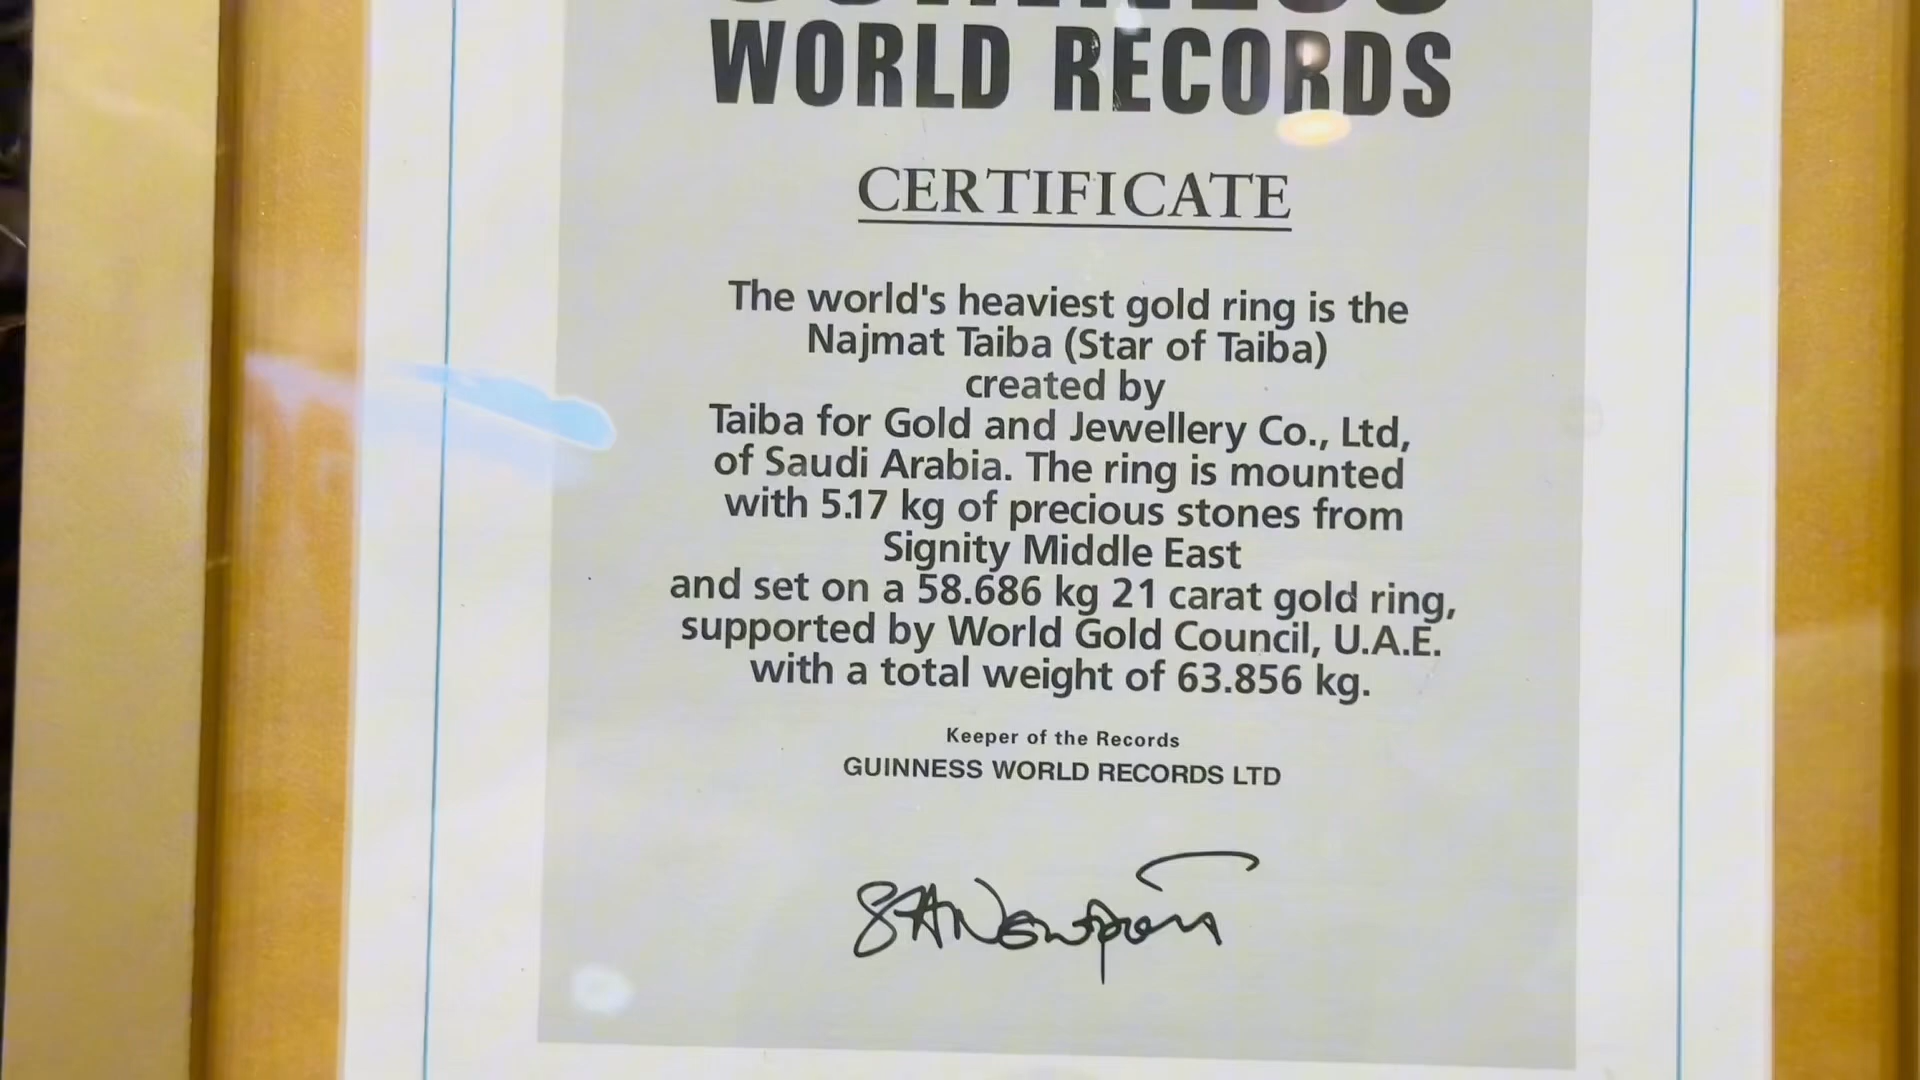 WORLD RECORDS
CERTIFICATE
The world's heaviest gold ring is the
Najmat Taiba (Star of Taiba)
created by
Taiba for Gold and Jewellery Co., Ltd,
of Saudi Arabia. The ring is mounted
with 5.17 kg of precious stones from
Signity Middle East
and set on a 58.686 kg 21 carat gold ring,
supported by World Gold Council, U.A.E.
with a total weight of 63.856 kg.
Keeper of the Records
GUINNESS WORLD RECORDS LTD